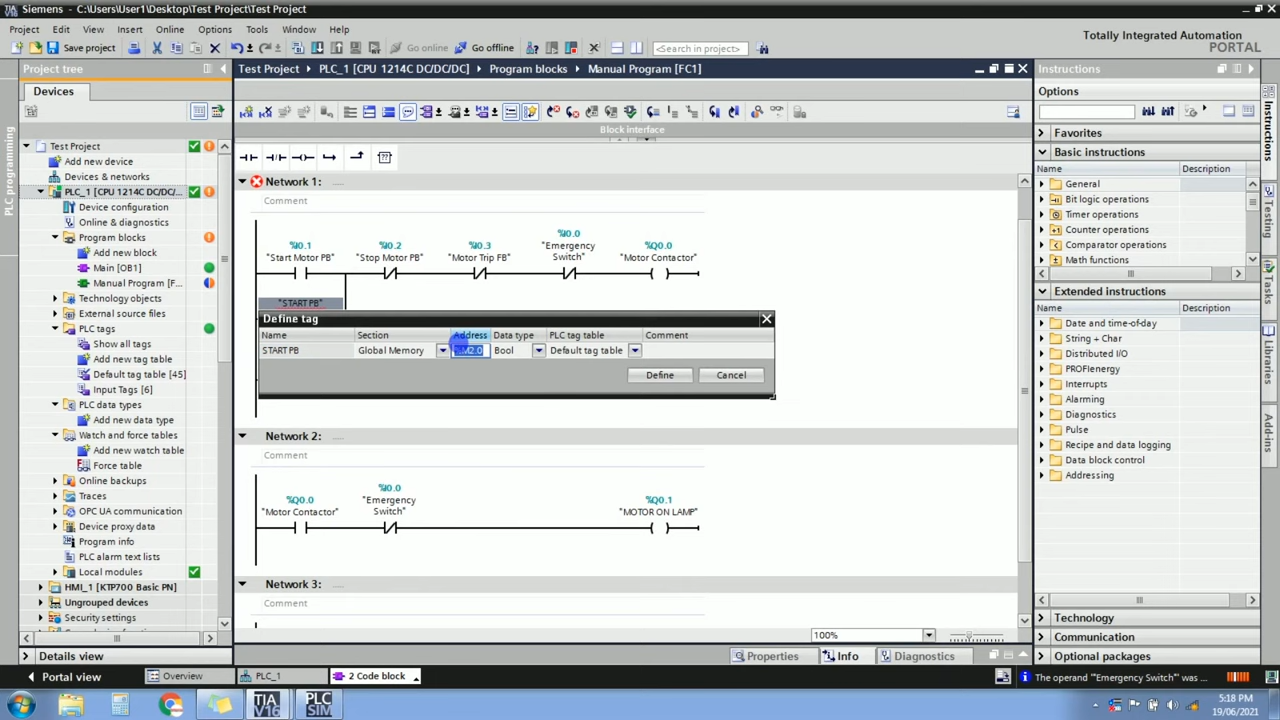 Siemens - C:\Users\User1\Desktop\Test Project\Test Project
Project Edit View Insert Online Options Tools Window Help
Totally Integrated Automation
PORTAL
Save project
Go online
Go offline
<Search in project>
Project tree
Test Project
PLC_1 [CPU 1214C DC/DC/DC]
Program blocks
Manual Program [FC1]
Instructions
Devices
Options
Block interface
PLC programming
Test Project
Add new device
Devices & networks
PLC_1 [CPU 1214C DC/DC/...
Device configuration
Online & diagnostics
Program blocks
Add new block
Main [OB1]
Manual Program [F...
Technology objects
External source files
PLC tags
Show all tags
Add new tag table
Default tag table [45]
Input Tags [6]
PLC data types
Add new data type
Watch and force tables
Add new watch table
Force table
Online backups
Traces
OPC UA communication
Device proxy data
Program info
PLC alarm text lists
Local modules
HMI_1 [KTP700 Basic PN]
Ungrouped devices
Security settings
Details view
Network 1:
Comment
%I0.1
"Start Motor PB"
%I0.2
"Stop Motor PB"
%I0.3
"Motor Trip FB"
%I0.0
"Emergency
Switch"
%Q0.0
"Motor Contactor"
"START PB"
Define tag
Name Section Address Data type PLC tag table Comment
START PB Global Memory %M2.0 Bool Default tag table
Define Cancel
Network 2:
Comment
%Q0.0
"Motor Contactor"
%I0.0
"Emergency
Switch"
%Q0.1
"MOTOR ON LAMP"
Network 3:
Comment
100%
Properties Info Diagnostics
Favorites
Basic instructions
Name Description
General
Bit logic operations
Timer operations
Counter operations
Comparator operations
Math functions
Extended instructions
Name Description
Date and time-of-day
String + Char
Distributed I/O
PROFIenergy
Interrupts
Alarming
Diagnostics
Pulse
Recipe and data logging
Data block control
Addressing
Technology
Communication
Optional packages
Instructions
Testing
Tasks
Libraries
Add-ins
Portal view
Overview
PLC_1
2 Code block
The operand '"Emergency Switch"' was ...
TIA
V16
PLC
SIM
5:18 PM
19/06/2021